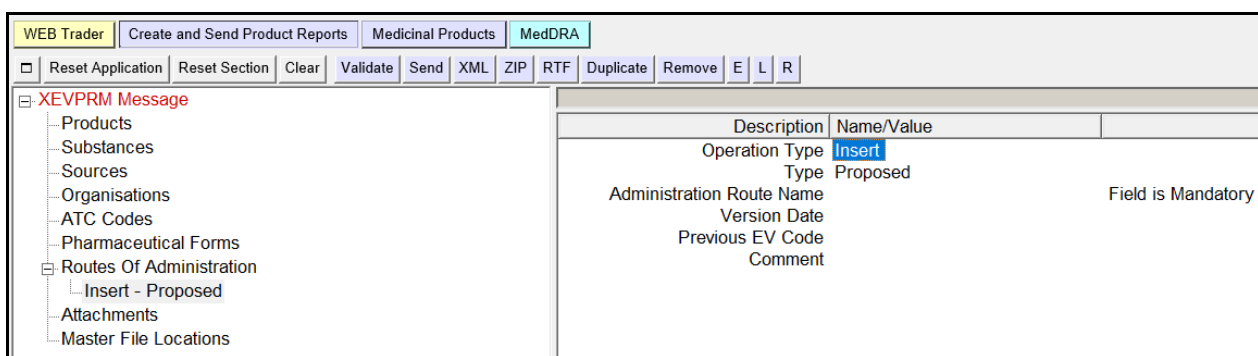 WEB Trader Create and Send Product Reports Medicinal Products MedDRA
Reset Application Reset Section Clear Validate Send XML ZIP RTF Duplicate Remove E L R
XEVPRM Message
Products
Substances
Sources
Organisations
ATC Codes
Pharmaceutical Forms
Routes Of Administration
Insert - Proposed
Attachments
Master File Locations
Description Name/Value
Operation Type Insert
Type Proposed
Administration Route Name Field is Mandatory
Version Date
Previous EV Code
Comment